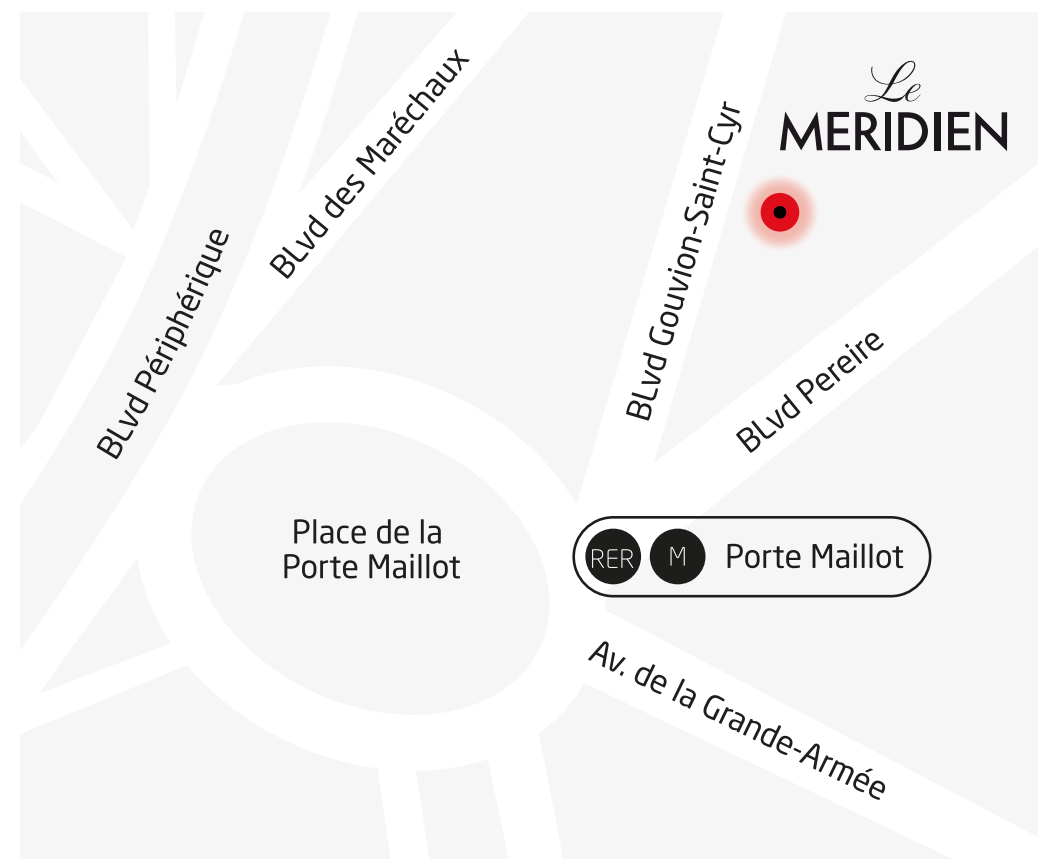 Le
MERIDIEN
BLvd des Maréchaux
BLvd Gouvion-Saint-Cyr
BLvd Périphérique
BLvd Pereire
Place de la
Porte Maillot
RER M Porte Maillot
Av. de la Grande-Armée